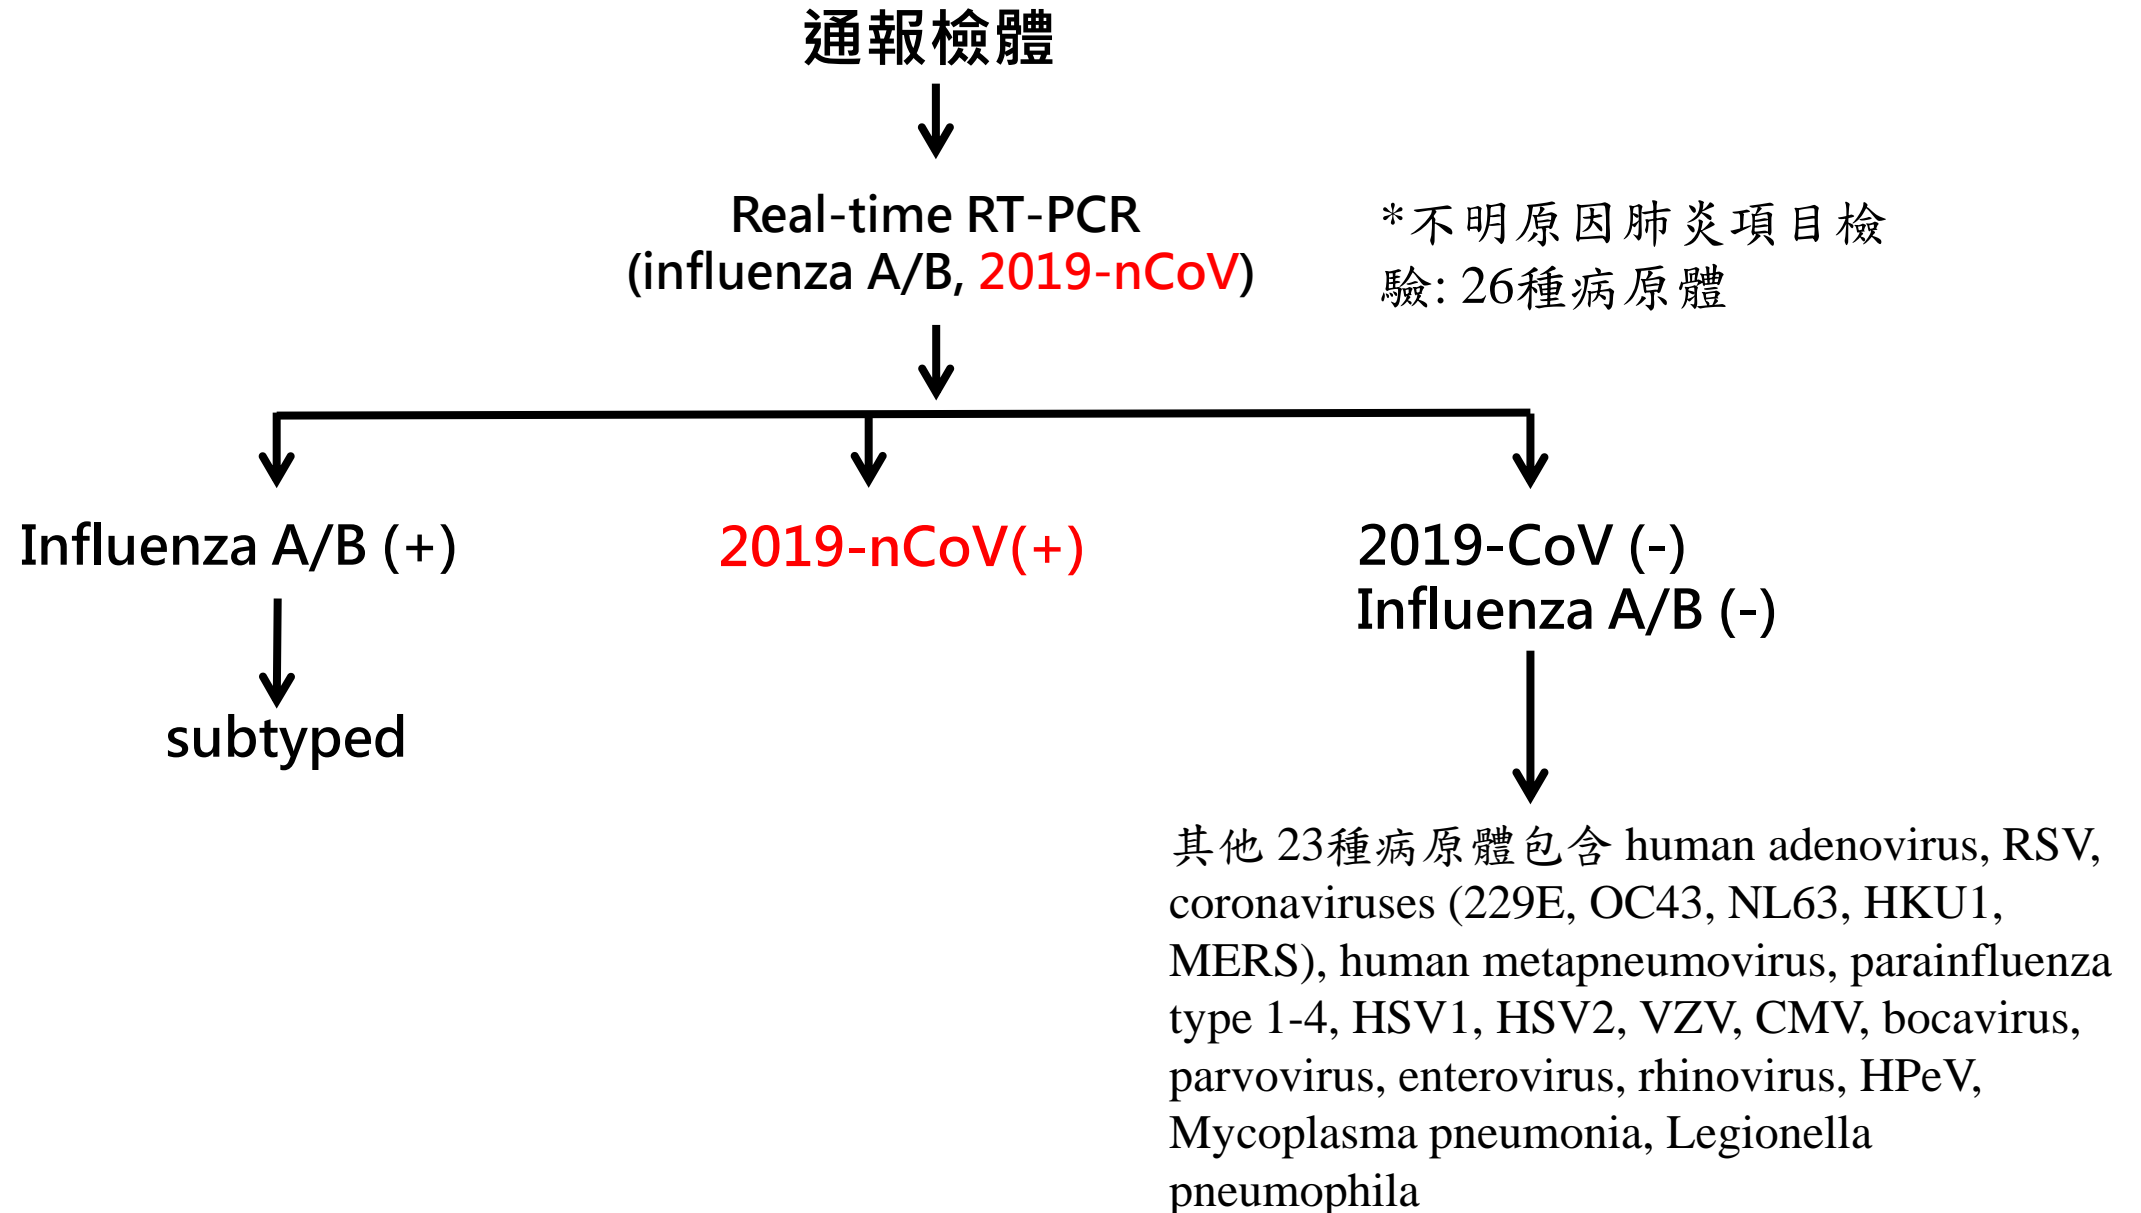 通報檢體
Real-time RT-PCR
(influenza A/B, 2019-nCoV)
*不明原因肺炎項目檢
驗: 26種病原體
Influenza A/B (+)
subtyped
2019-nCoV(+)
2019-CoV (-)
Influenza A/B (-)
其他 23種病原體包含 human adenovirus, RSV,
coronaviruses (229E, OC43, NL63, HKU1,
MERS), human metapneumovirus, parainfluenza
type 1-4, HSV1, HSV2, VZV, CMV, bocavirus,
parvovirus, enterovirus, rhinovirus, HPeV,
Mycoplasma pneumonia, Legionella
pneumophila